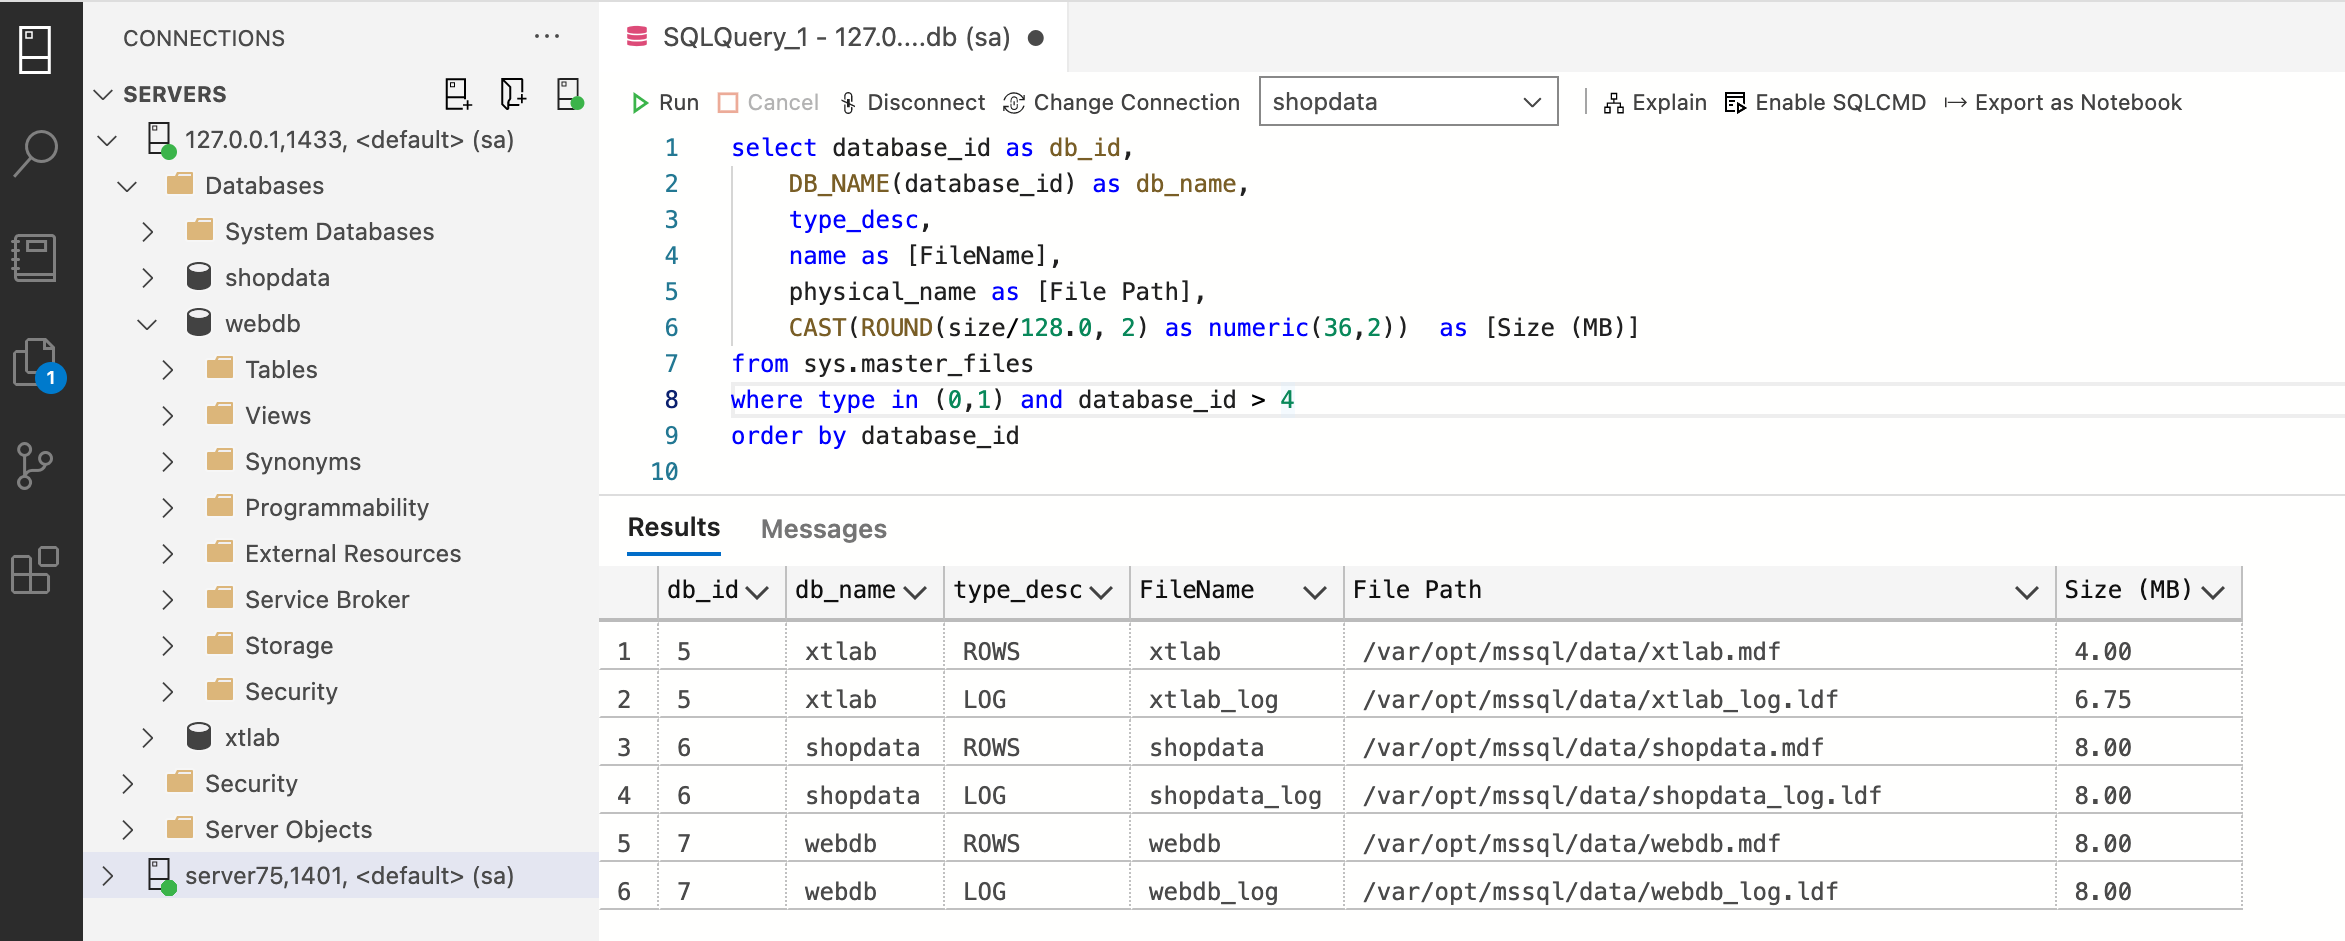 CONNECTIONS
SERVERS
127.0.0.1,1433, <default> (sa)
Databases
System Databases
shopdata
webdb
Tables
Views
Synonyms
Programmability
External Resources
Service Broker
Storage
Security
xtlab
Security
Server Objects
server75,1401, <default> (sa)
1
SQLQuery_1 - 127.0....db (sa)
Run Cancel Disconnect Change Connection shopdata Explain Enable SQLCMD Export as Notebook
1 select database_id as db_id,
2 DB_NAME(database_id) as db_name,
3 type_desc,
4 name as [FileName],
5 physical_name as [File Path],
6 CAST(ROUND(size/128.0, 2) as numeric(36,2))  as [Size (MB)]
7 from sys.master_files
8 where type in (0,1) and database_id > 4
9 order by database_id
10
Results Messages
db_id db_name type_desc FileName File Path Size (MB)
1 5 xtlab ROWS xtlab /var/opt/mssql/data/xtlab.mdf 4.00
2 5 xtlab LOG xtlab_log /var/opt/mssql/data/xtlab_log.ldf 6.75
3 6 shopdata ROWS shopdata /var/opt/mssql/data/shopdata.mdf 8.00
4 6 shopdata LOG shopdata_log /var/opt/mssql/data/shopdata_log.ldf 8.00
5 7 webdb ROWS webdb /var/opt/mssql/data/webdb.mdf 8.00
6 7 webdb LOG webdb_log /var/opt/mssql/data/webdb_log.ldf 8.00